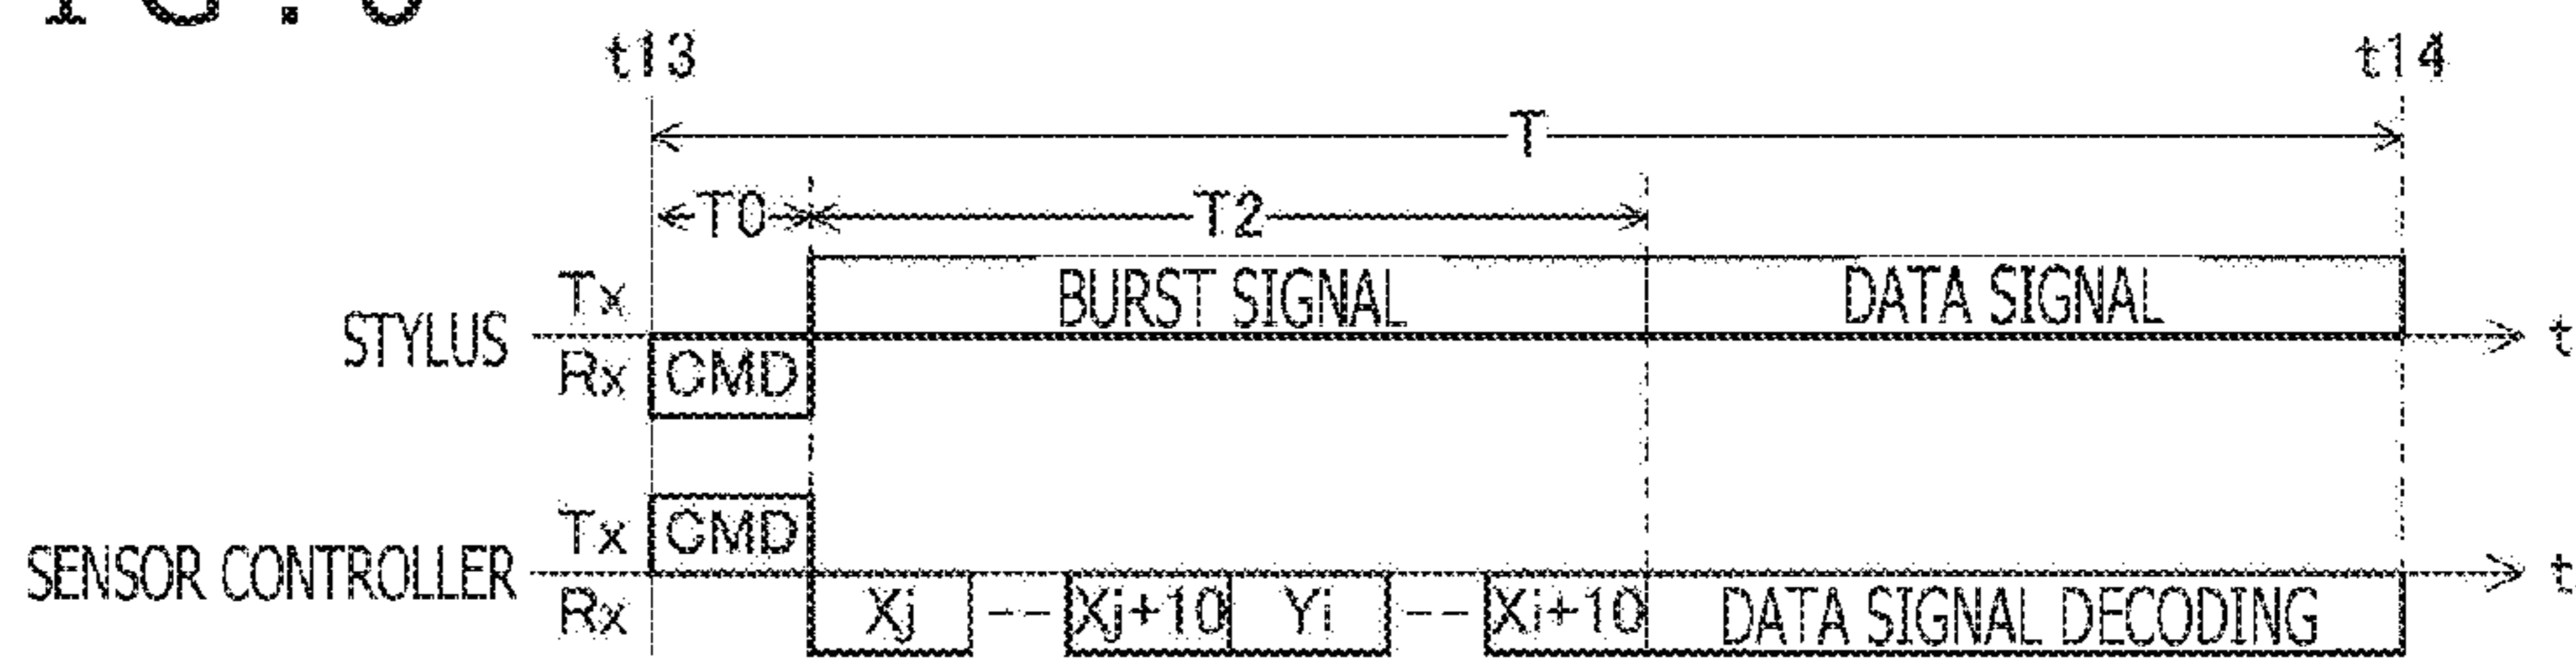 t13 t14
T
T0 T2
Tx BURST SIGNAL DATA SIGNAL
STYLUS t
Rx CMD
Tx CMD
SENSOR CONTROLLER t
Rx Xj -- Xj+10 Yi -- Xi+10 DATA SIGNAL DECODING